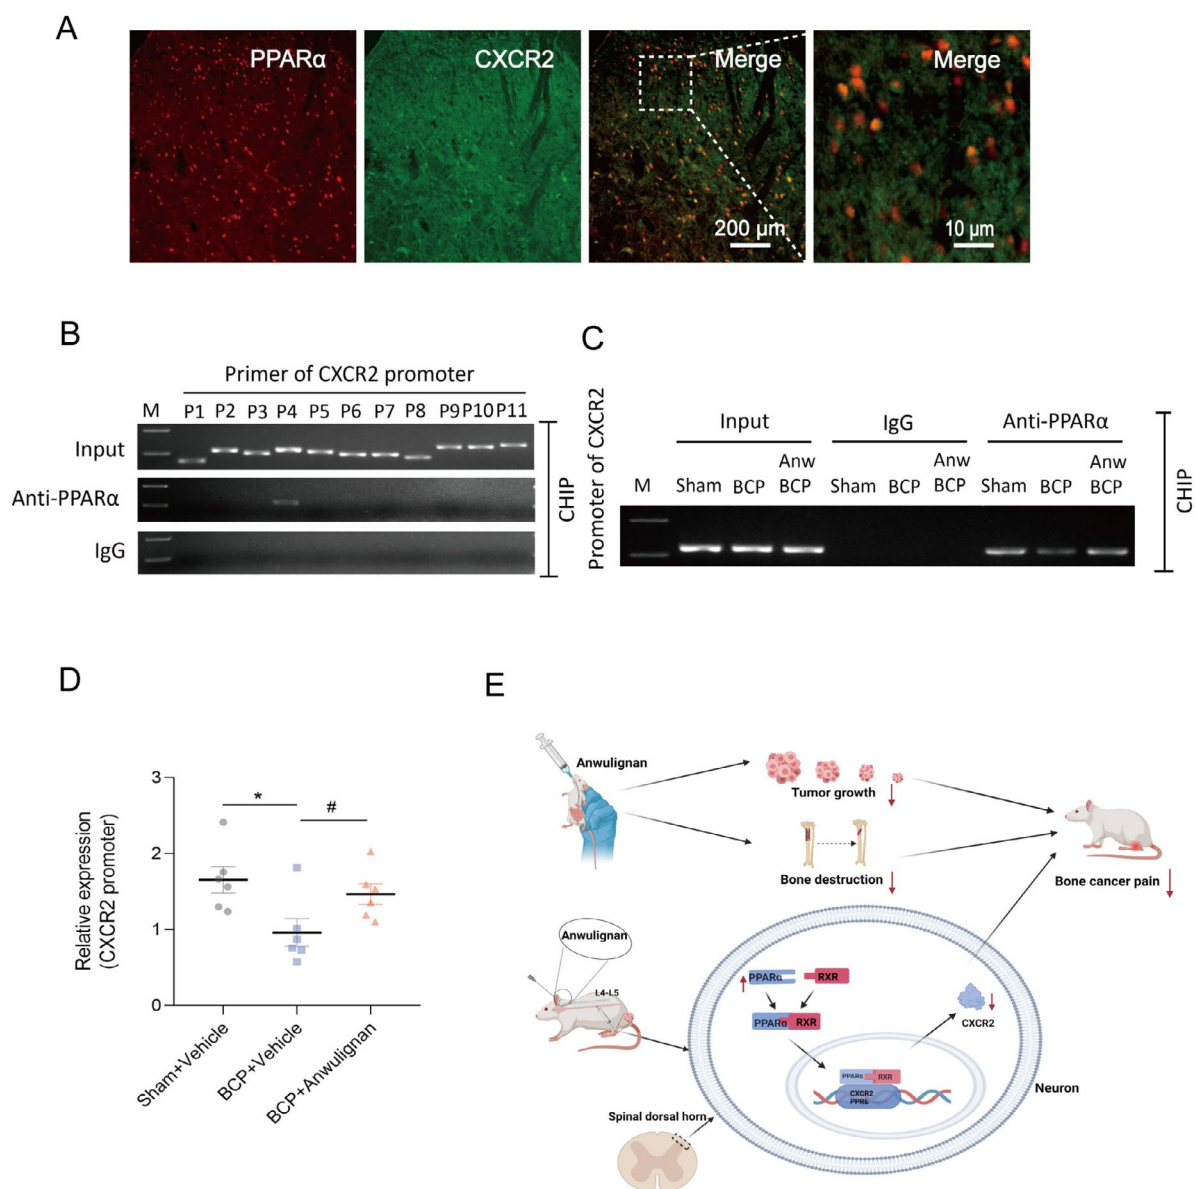 A
PPARα
CXCR2
Merge
200 µm
Merge
10 µm
B
Primer of CXCR2 promoter
M P1 P2 P3 P4 P5 P6 P7 P8 P9 P10 P11
Input
Anti-PPARα
IgG
CHIP
C
Promoter of CXCR2
Input IgG Anti-PPARα
M Sham BCP Anw BCP Sham BCP Anw BCP Sham BCP Anw BCP
CHIP
D
Relative expression
(CXCR2 promoter)
3
2
1
0
*
#
Sham+Vehicle
BCP+Vehicle
BCP+Anwulignan
E
Anwulignan
Tumor growth
Bone destruction
Bone cancer pain
Anwulignan
L4-L5
PPARα RXR
PPARα RXR
CXCR2
PPARα RXR
CXCR2
PPRE
Neuron
Spinal dorsal horn